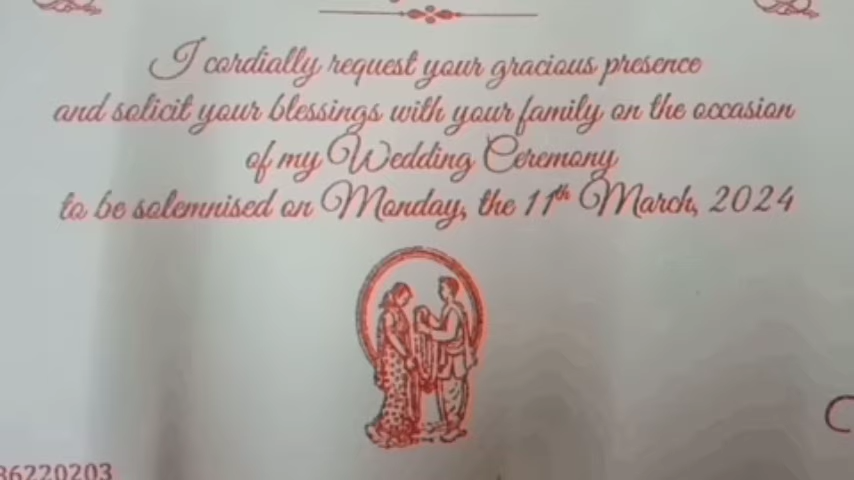 I cordially request your gracious presence
and solicit your blessings with your family on the occasion
of my Wedding Ceremony
to be solemnised on Monday, the 11th March, 2024
86220203